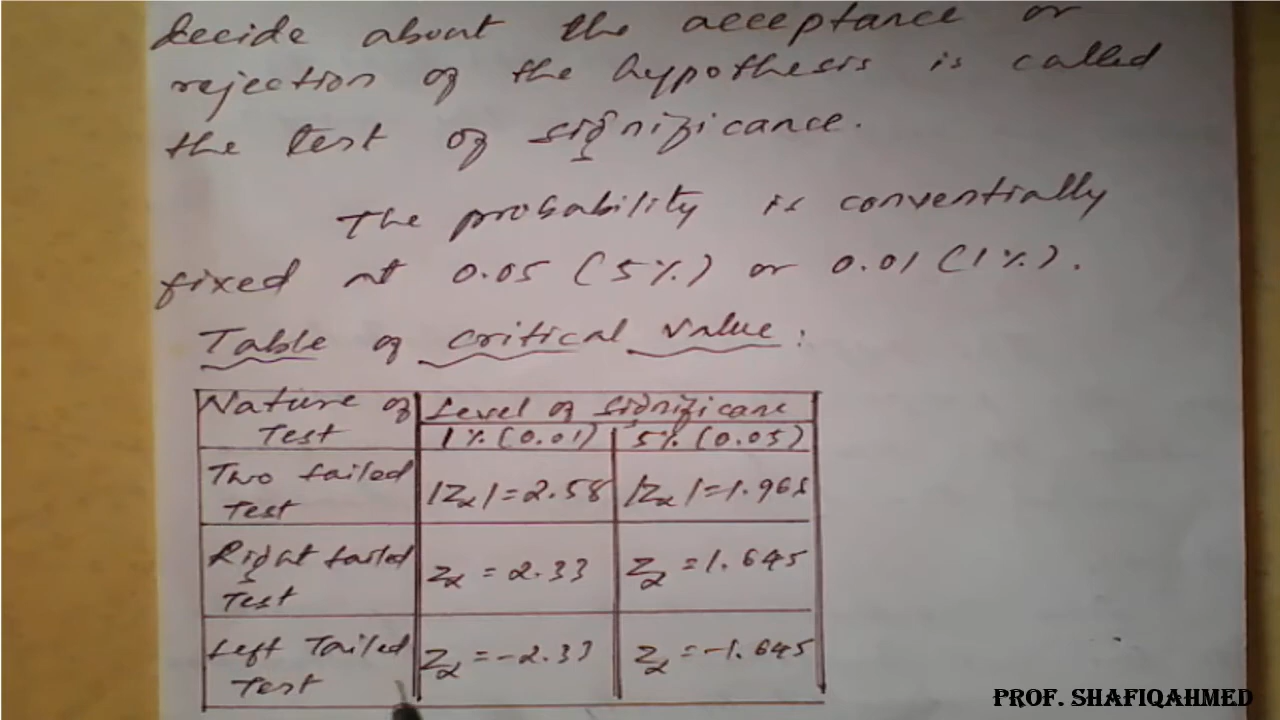 decide about the acceptance or
rejection of the hypothesis is called
the test of significance.
The probability is conventially
fixed at 0.05 (5%) or 0.01 (1%).
Table of critical value:
Nature of Test
Level of significane
1% (0.01) 5% (0.05)
Two tailed Test |Zα| = 2.58 |Zα| = 1.966
Right tailed Test Zα = 2.33 Zα = 1.645
Left Tailed Test Zα = -2.33 Zα = -1.645
PROF. SHAFIQAHMED